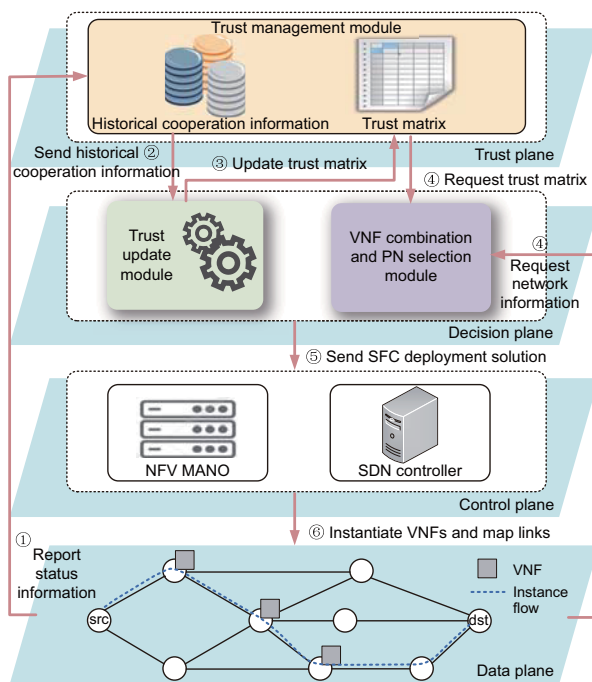 Trust management module
Historical cooperation information
Trust matrix
Trust plane
Send historical ②
cooperation information
③ Update trust matrix
④ Request trust matrix
Trust
update
module
VNF combination
and PN selection
module
④
Request
network
information
Decision plane
⑤ Send SFC deployment solution
NFV MANO
SDN controller
Control plane
⑥ Instantiate VNFs and map links
①
Report
status
information
VNF
Instance
flow
src
dst
Data plane